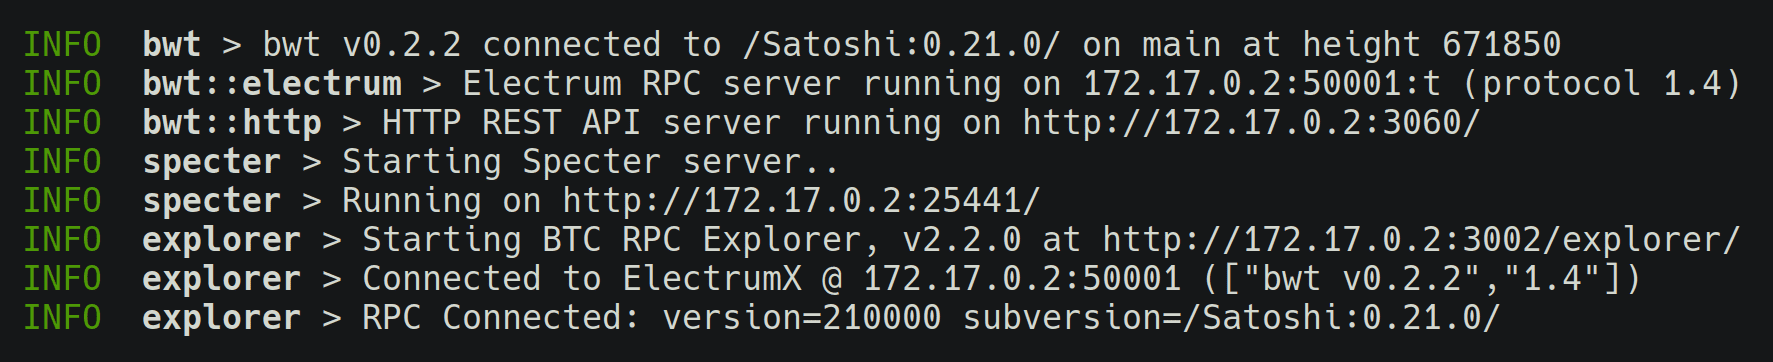 INFO bwt > bwt v0.2.2 connected to /Satoshi:0.21.0/ on main at height 671850
INFO bwt::electrum > Electrum RPC server running on 172.17.0.2:50001:t (protocol 1.4)
INFO bwt::http > HTTP REST API server running on http://172.17.0.2:3060/
INFO specter > Starting Specter server..
INFO specter > Running on http://172.17.0.2:25441/
INFO explorer > Starting BTC RPC Explorer, v2.2.0 at http://172.17.0.2:3002/explorer/
INFO explorer > Connected to ElectrumX @ 172.17.0.2:50001 (["bwt v0.2.2","1.4"])
INFO explorer > RPC Connected: version=210000 subversion=/Satoshi:0.21.0/